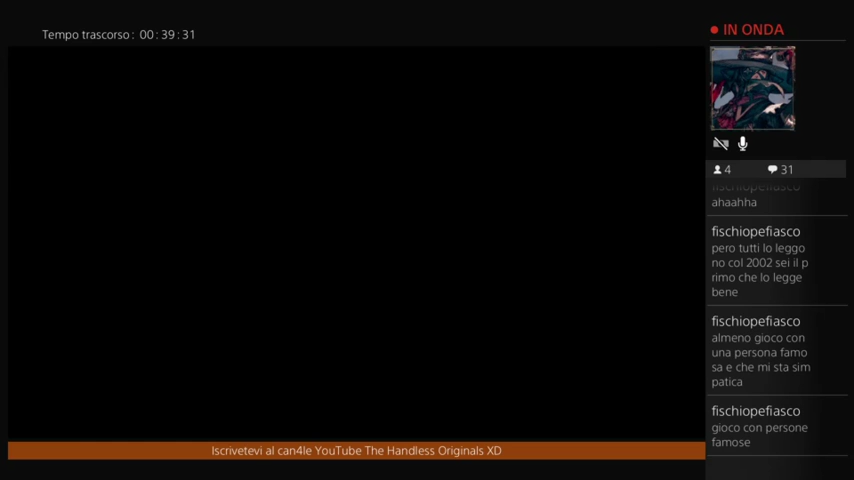 Tempo trascorso: 00:39:31
IN ONDA
4 31
fischiopefiasco
ahaahha
fischiopefiasco
pero tutti lo leggo
no col 2002 sei il p
rimo che lo legge
bene
fischiopefiasco
almeno gioco con
una persona famo
sa e che mi sta sim
patica
fischiopefiasco
gioco con persone
famose
Iscrivetevi al can4le YouTube The Handless Originals XD